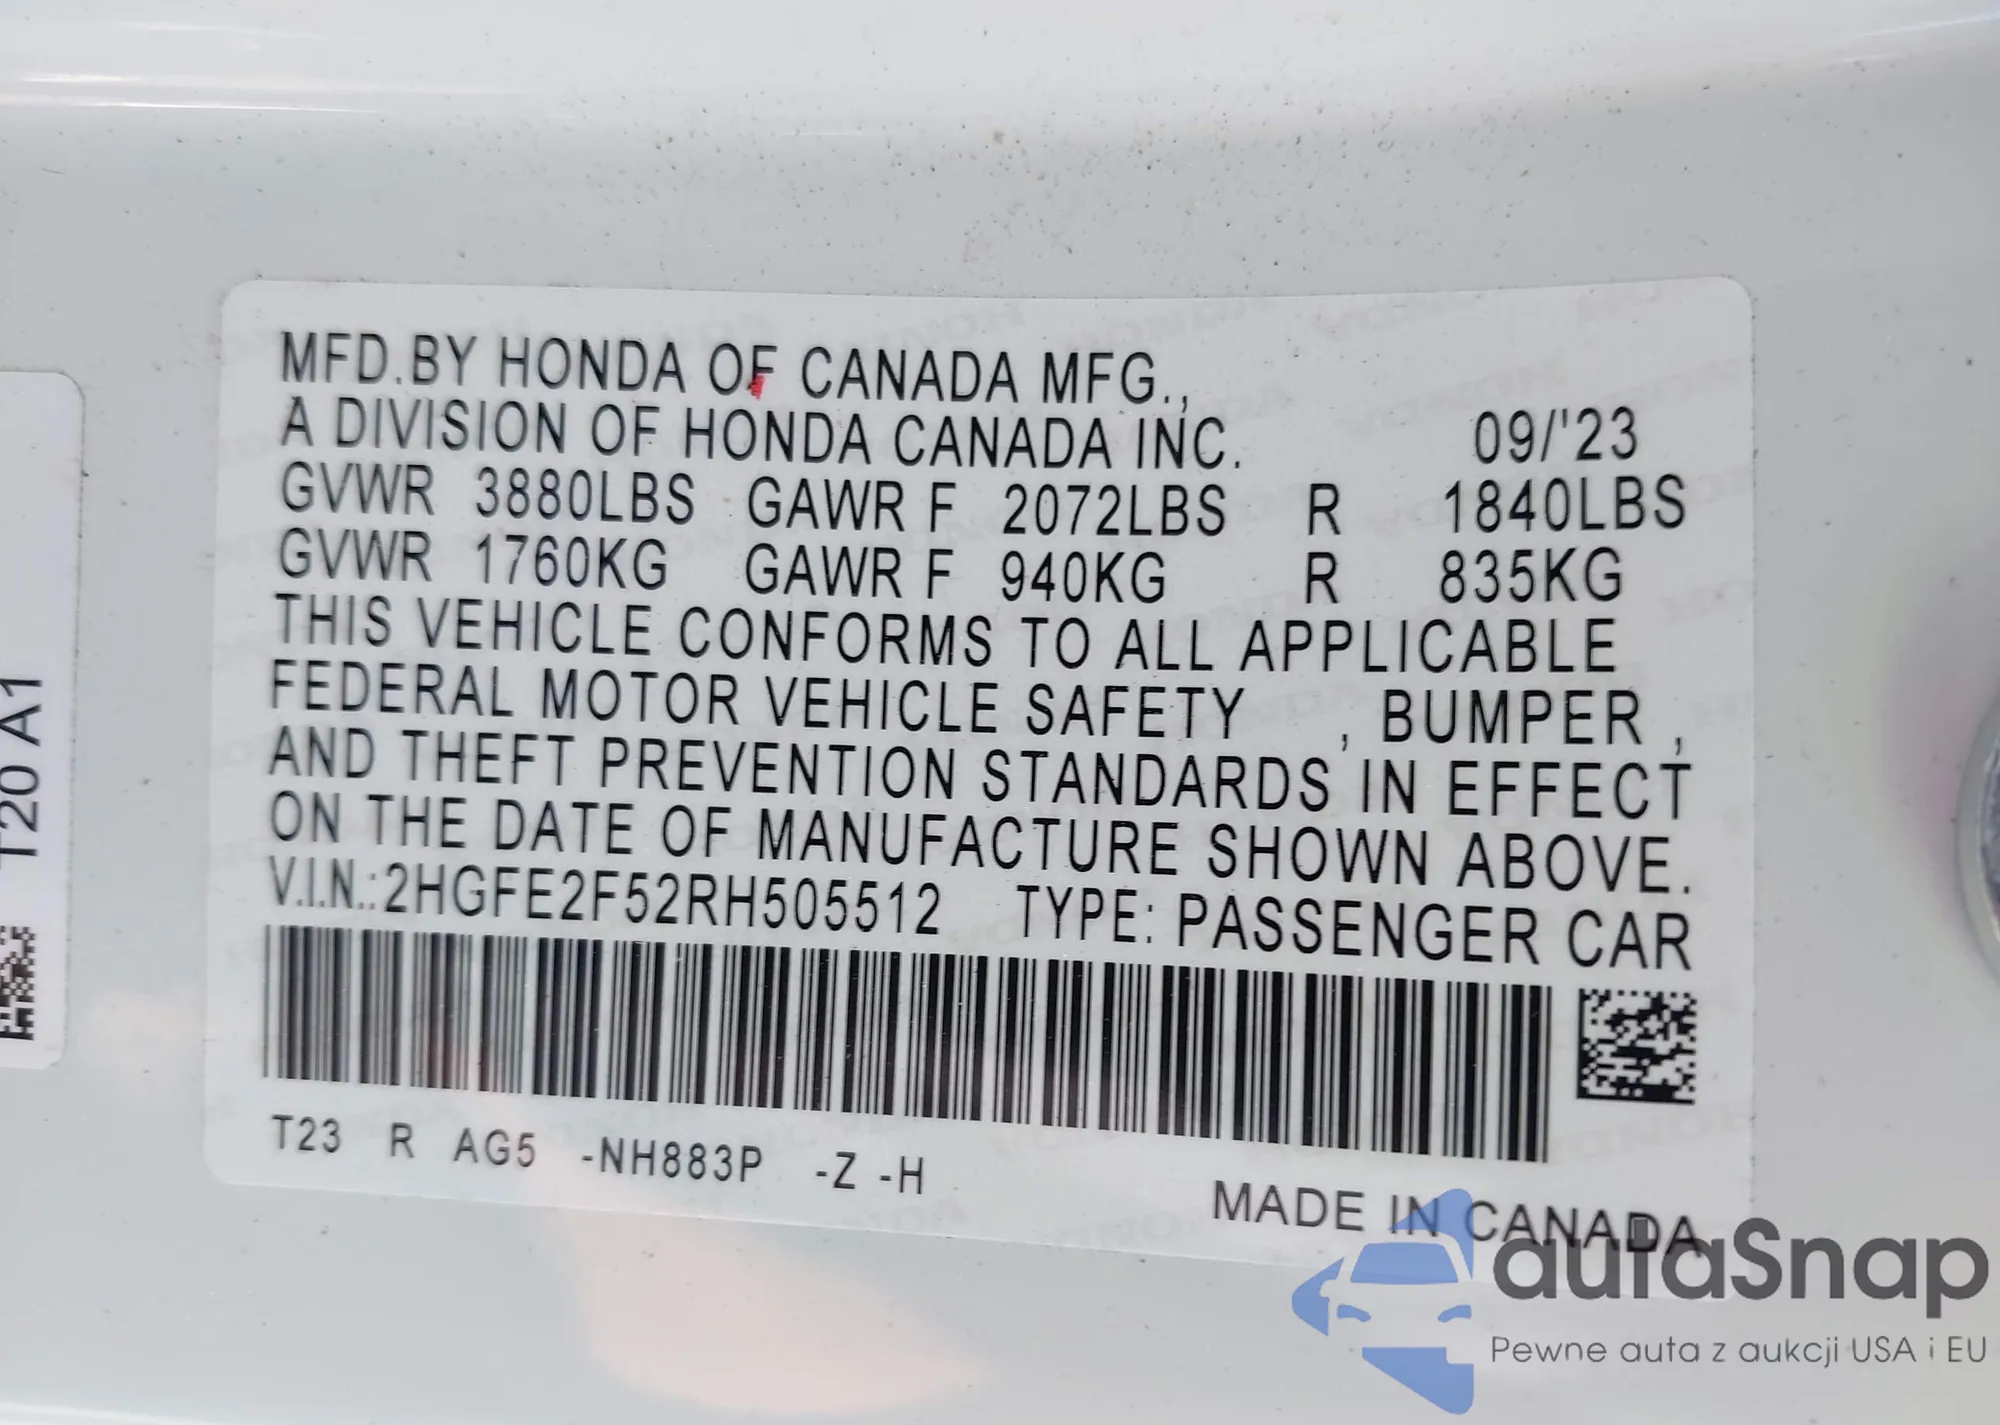 MFD.BY HONDA OF CANADA MFG.,
A DIVISION OF HONDA CANADA INC. 09/'23
GVWR 3880LBS GAWR F 2072LBS R 1840LBS
GVWR 1760KG GAWR F 940KG R 835KG
THIS VEHICLE CONFORMS TO ALL APPLICABLE
FEDERAL MOTOR VEHICLE SAFETY , BUMPER ,
AND THEFT PREVENTION STANDARDS IN EFFECT
ON THE DATE OF MANUFACTURE SHOWN ABOVE.
V.I.N.:2HGFE2F52RH505512 TYPE: PASSENGER CAR
T23 R AG5 -NH883P -Z -H
MADE IN CANADA
T20 A1
autaSnap
Pewne auta z aukcji USA i EU